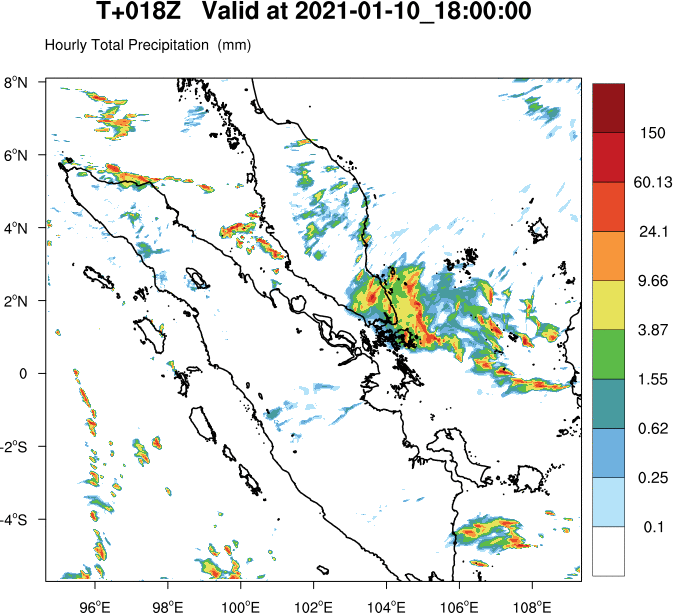 T+018Z   Valid at 2021-01-10_18:00:00
Hourly Total Precipitation  (mm)
8°N
6°N
4°N
2°N
0
−2°S
−4°S
150
60.13
24.1
9.66
3.87
1.55
0.62
0.25
0.1
96°E 98°E 100°E 102°E 104°E 106°E 108°E